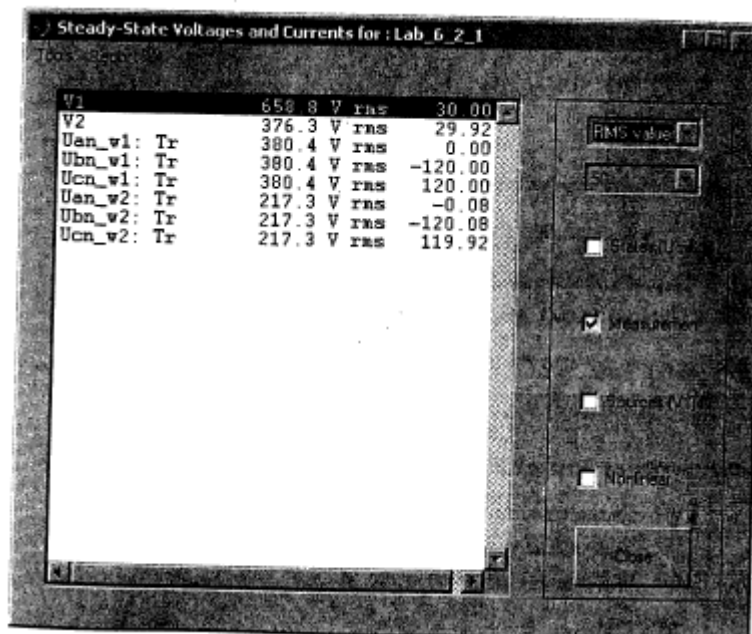 Steady-State Voltages and Currents for : Lab_6_2_1
V1 658.8 V rms 30.00
V2 376.3 V rms 29.92
Uan_w1: Tr 380.4 V rms 0.00
Ubn_w1: Tr 380.4 V rms -120.00
Ucn_w1: Tr 380.4 V rms 120.00
Uan_w2: Tr 217.3 V rms -0.08
Ubn_w2: Tr 217.3 V rms -120.08
Ucn_w2: Tr 217.3 V rms 119.92
RMS value
Nonlinear
Close